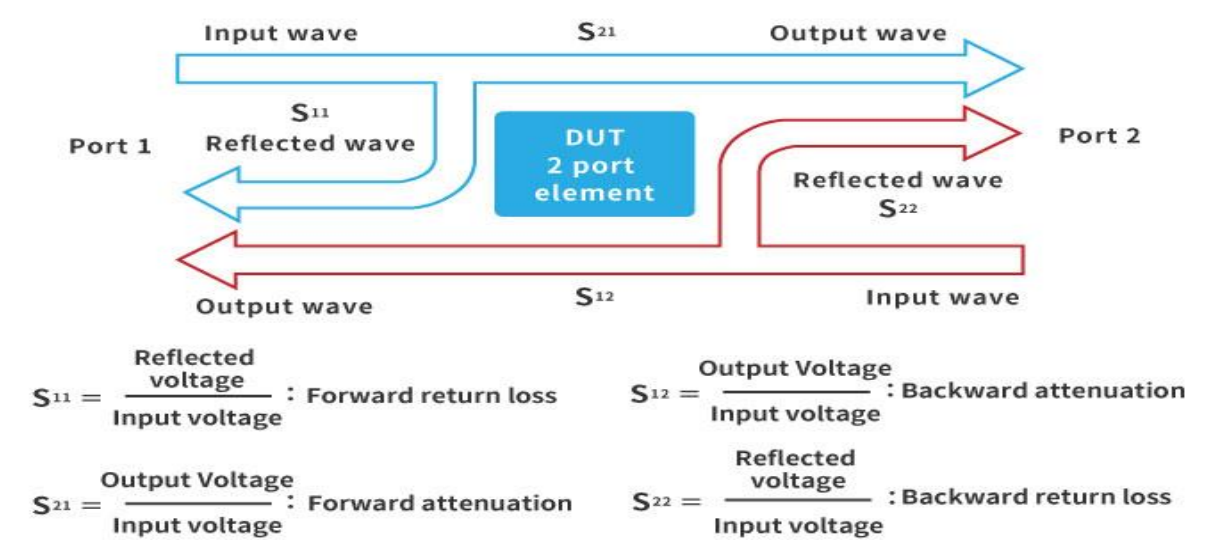 Input wave
S21
Output wave
S11
Reflected wave
Port 1
DUT
2 port
element
Port 2
Reflected wave
S22
Output wave
S12
Input wave
S11 = Reflected voltage / Input voltage : Forward return loss
S12 = Output Voltage / Input voltage : Backward attenuation
S21 = Output Voltage / Input voltage : Forward attenuation
S22 = Reflected voltage / Input voltage : Backward return loss